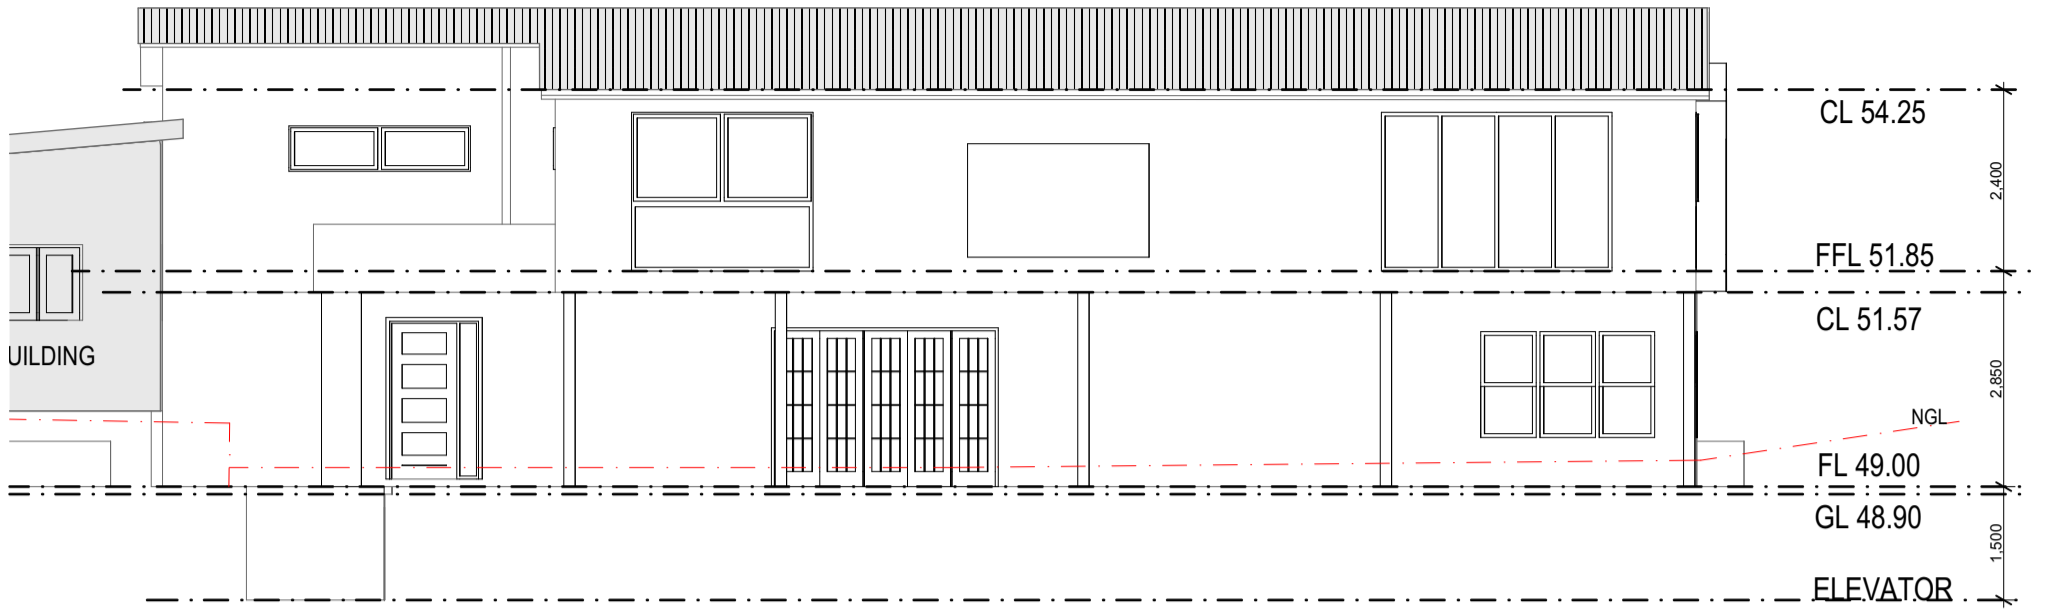 CL 54.25
2,400
FFL 51.85
CL 51.57
UILDING
2,850
NGL
FL 49.00
GL 48.90
1,500
ELEVATOR